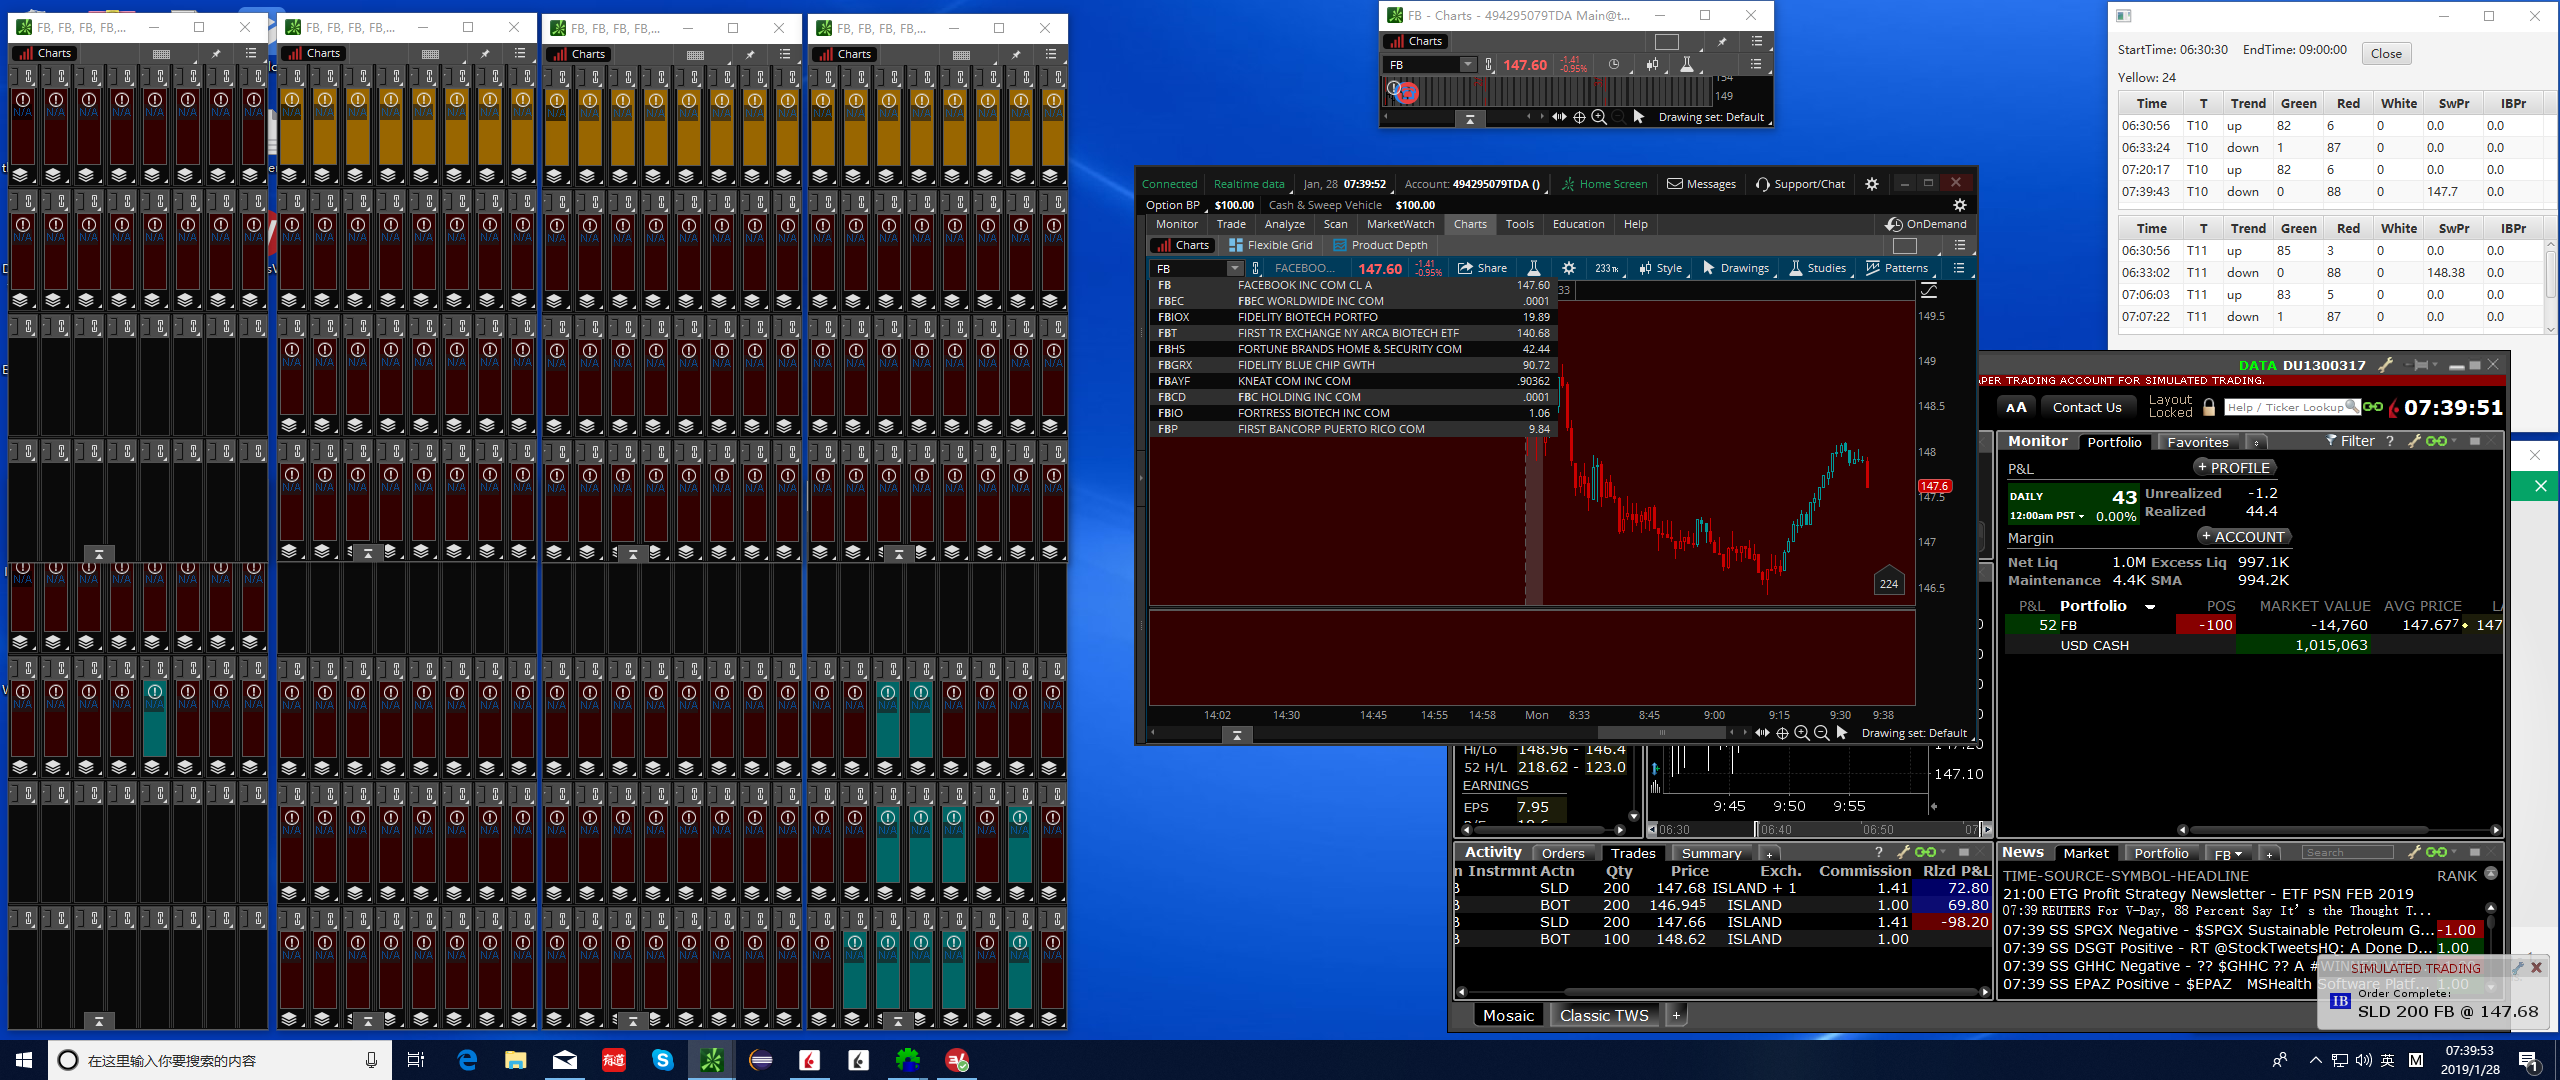 FB, FB, FB, FB,...
Charts
FB, FB, FB, FB,...
Charts
FB, FB, FB, FB,...
Charts
FB, FB, FB, FB,...
Charts
N/A
FB - Charts - 494295079TDA Main@t...
Charts
FB
147.60
-1.41
-0.95%
154
149
Drawing set: Default
StartTime: 06:30:30 EndTime: 09:00:00 Close
Yellow: 24
Time T Trend Green Red White SwPr IBPr
06:30:56 T10 up 82 6 0 0.0 0.0
06:33:24 T10 down 1 87 0 0.0 0.0
07:20:17 T10 up 82 6 0 0.0 0.0
07:39:43 T10 down 0 88 0 147.7 0.0
Time T Trend Green Red White SwPr IBPr
06:30:56 T11 up 85 3 0 0.0 0.0
06:33:02 T11 down 0 88 0 148.38 0.0
07:06:03 T11 up 83 5 0 0.0 0.0
07:07:22 T11 down 1 87 0 0.0 0.0
Connected Realtime data Jan, 28 07:39:52 Account: 494295079TDA () Home Screen Messages Support/Chat
Option BP $100.00 Cash & Sweep Vehicle $100.00
Monitor Trade Analyze Scan MarketWatch Charts Tools Education Help OnDemand
Charts Flexible Grid Product Depth
FB FACEBOO... 147.60 -1.41 -0.95% Share 233 Tk Style Drawings Studies Patterns
FB FACEBOOK INC COM CL A 147.60
FBEC FBEC WORLDWIDE INC COM .0001
FBIOX FIDELITY BIOTECH PORTFO 19.89
FBT FIRST TR EXCHANGE NY ARCA BIOTECH ETF 140.68
FBHS FORTUNE BRANDS HOME & SECURITY COM 42.44
FBGRX FIDELITY BLUE CHIP GWTH 90.72
FBAYF KNEAT COM INC COM .90362
FBCD FBC HOLDING INC COM .0001
FBIO FORTRESS BIOTECH INC COM 1.06
FBP FIRST BANCORP PUERTO RICO COM 9.84
33
149.5
149
148.5
148
147.6
147.5
147
146.5
224
14:02 14:30 14:45 14:55 14:58 Mon 8:33 8:45 9:00 9:15 9:30 9:38
Drawing set: Default
DATA DU1300317
APER TRADING ACCOUNT FOR SIMULATED TRADING.
AA Contact Us Layout Locked Help / Ticker Lookup 07:39:51
Monitor Portfolio Favorites + Filter ?
P&L + PROFILE
DAILY 43 Unrealized -1.2
12:00am PST 0.00% Realized 44.4
Margin + ACCOUNT
Net Liq 1.0M Excess Liq 997.1K
Maintenance 4.4K SMA 994.2K
P&L Portfolio POS MARKET VALUE AVG PRICE LA
52 FB -100 -14,760 147.677 147
USD CASH 1,015,063
Hi/Lo 148.96 - 146.4
52 H/L 218.62 - 123.0
EARNINGS
EPS 7.95
147.20
147.10
9:45 9:50 9:55
06:30 06:40 06:50 07
Activity Orders Trades Summary + ?
n Instrmnt Actn Qty Price Exch. Commission Rlzd P&L
B SLD 200 147.68 ISLAND + 1 1.41 72.80
B BOT 200 146.945 ISLAND 1.00 69.80
B SLD 200 147.66 ISLAND 1.41 -98.20
B BOT 100 148.62 ISLAND 1.00
Mosaic Classic TWS +
News Market Portfolio FB + Search
TIME-SOURCE-SYMBOL-HEADLINE RANK
21:00 ETG Profit Strategy Newsletter - ETF PSN FEB 2019
07:39 REUTERS For V-Day, 88 Percent Say It's the Thought T...
07:39 SS SPGX Negative - $SPGX Sustainable Petroleum G... -1.00
07:39 SS DSGT Positive - RT @StockTweetsHQ: A Done D... 1.00
07:39 SS GHHC Negative - ?? $GHHC ?? A
07:39 SS EPAZ Positive - $EPAZ MSHealth Software Platf... 1.00
SIMULATED TRADING
IB Order Complete:
SLD 200 FB @ 147.68
在这里输入你要搜索的内容
有道
英
M
07:39:53
2019/1/28
1